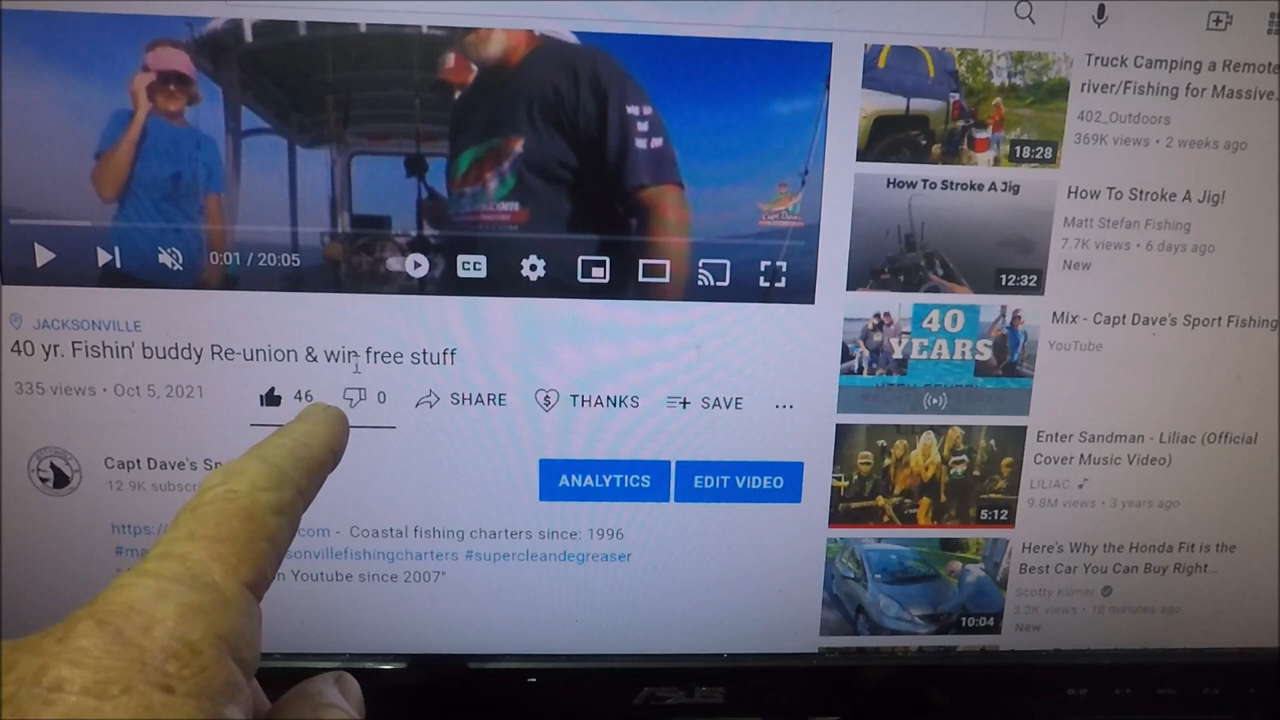 0:01 / 20:05
CC
JACKSONVILLE
40 yr. Fishin' buddy Re-union & win free stuff
335 views • Oct 5, 2021
46
0
SHARE
THANKS
SAVE
...
Capt Dave's
12.9K
ANALYTICS
EDIT VIDEO
com - Coastal fishing charters since: 1996
sonvillefishingcharters #supercleandegreaser
Youtube since 2007"
18:28
Truck Camping a Remote
river/Fishing for Massive
402_Outdoors
369K views • 2 weeks ago
How To Stroke A Jig
12:32
How To Stroke A Jig!
Matt Stefan Fishing
7.7K views • 6 days ago
New
40
YEARS
Mix - Capt Dave's Sport Fishing
YouTube
5:12
Enter Sandman - Liliac (Official
Cover Music Video)
LILIAC
9.8M views • 3 years ago
10:04
Here's Why the Honda Fit is the
Best Car You Can Buy Right...
Scotty Kilmer
3.2K views • 18 minutes ago
New
ASUS